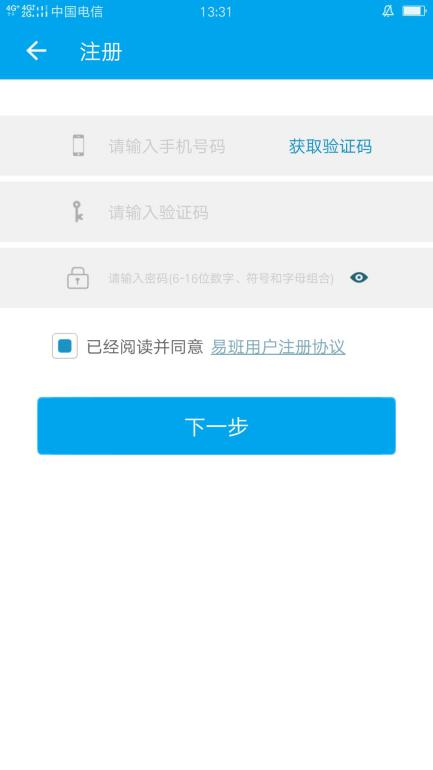 4G+ 4G 2G 中国电信 13:31
注册
请输入手机号码 获取验证码
请输入验证码
请输入密码(6-16位数字、符号和字母组合)
已经阅读并同意 易班用户注册协议
下一步